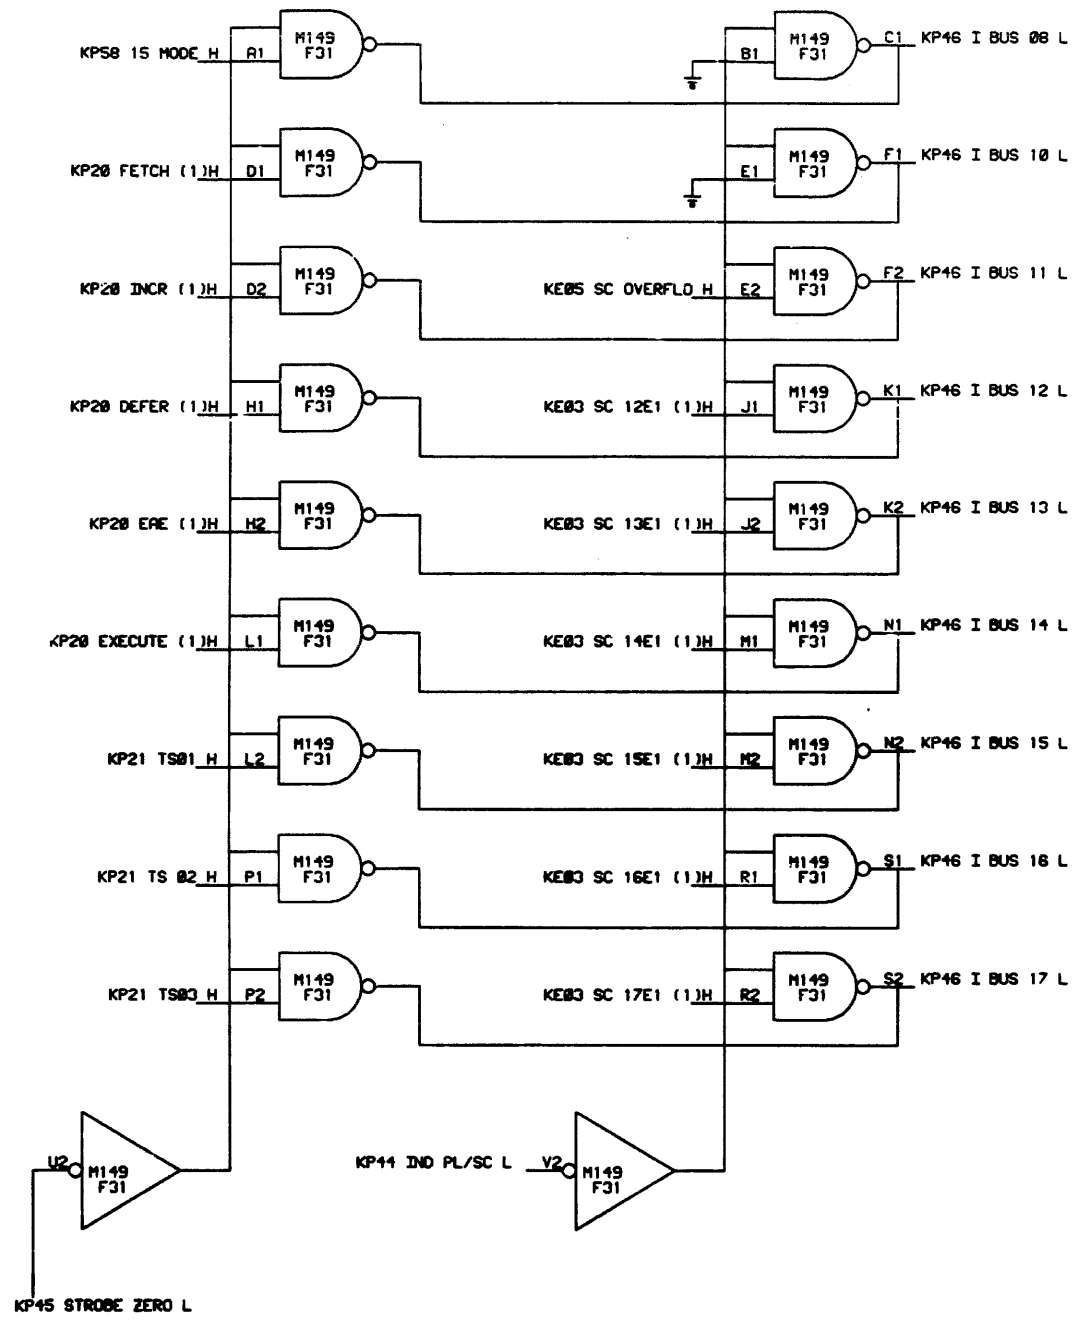 KP58 15 MODE H A1 M149 F31 B1 M149 F31 C1 KP46 I BUS 08 L
KP20 FETCH (1)H D1 M149 F31 E1 M149 F31 F1 KP46 I BUS 10 L
KP20 INCR (1)H D2 M149 F31 KE05 SC OVERFLO H E2 M149 F31 F2 KP46 I BUS 11 L
KP20 DEFER (1)H H1 M149 F31 KE03 SC 12E1 (1)H J1 M149 F31 K1 KP46 I BUS 12 L
KP20 EAE (1)H H2 M149 F31 KE03 SC 13E1 (1)H J2 M149 F31 K2 KP46 I BUS 13 L
KP20 EXECUTE (1)H L1 M149 F31 KE03 SC 14E1 (1)H M1 M149 F31 N1 KP46 I BUS 14 L
KP21 TS01 H L2 M149 F31 KE03 SC 15E1 (1)H M2 M149 F31 N2 KP46 I BUS 15 L
KP21 TS 02 H P1 M149 F31 KE03 SC 16E1 (1)H R1 M149 F31 S1 KP46 I BUS 16 L
KP21 TS03 H P2 M149 F31 KE03 SC 17E1 (1)H R2 M149 F31 S2 KP46 I BUS 17 L
U2 M149 F31 KP44 IND PL/SC L V2 M149 F31
KP45 STROBE ZERO L